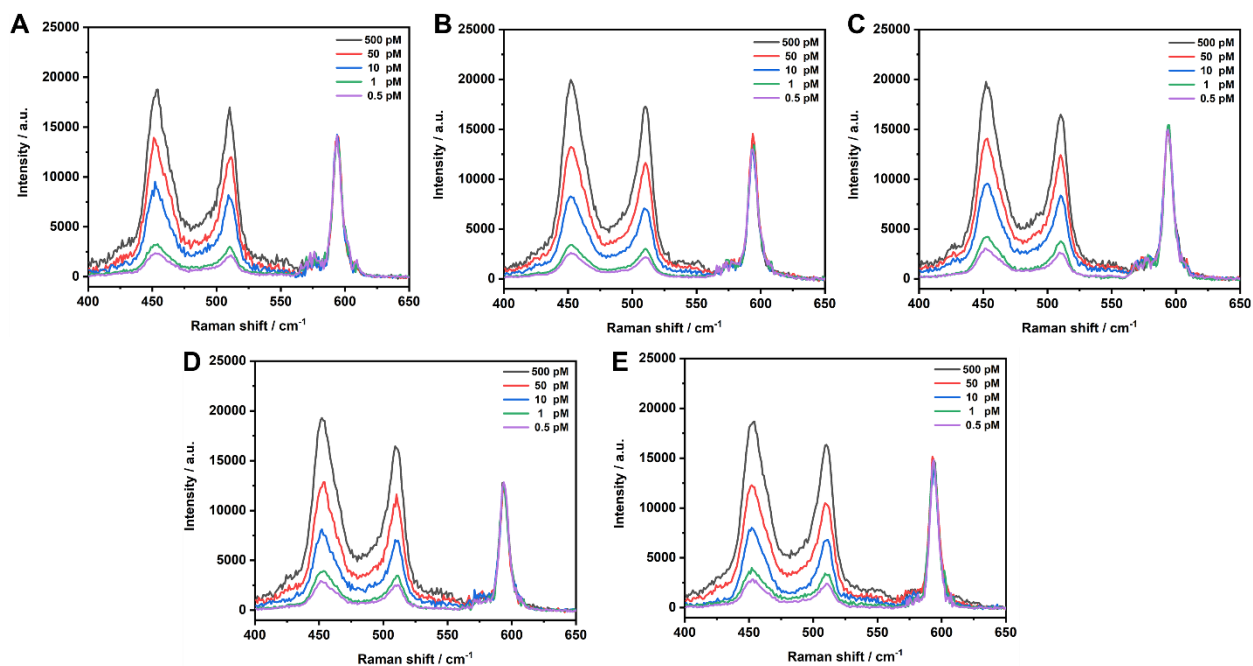 A
25000
20000
15000
10000
5000
0
Intensity / a.u.
500 pM
50 pM
10 pM
1 pM
0.5 pM
400 450 500 550 600 650
Raman shift / cm-1
B
25000
20000
15000
10000
5000
0
Intensity / a.u.
500 pM
50 pM
10 pM
1 pM
0.5 pM
400 450 500 550 600 650
Raman shift / cm-1
C
25000
20000
15000
10000
5000
0
Intensity / a.u.
500 pM
50 pM
10 pM
1 pM
0.5 pM
400 450 500 550 600 650
Raman shift / cm-1
D
25000
20000
15000
10000
5000
0
Intensity / a.u.
500 pM
50 pM
10 pM
1 pM
0.5 pM
400 450 500 550 600 650
Raman shift / cm-1
E
25000
20000
15000
10000
5000
0
Intensity / a.u.
500 pM
50 pM
10 pM
1 pM
0.5 pM
400 450 500 550 600 650
Raman shift / cm-1